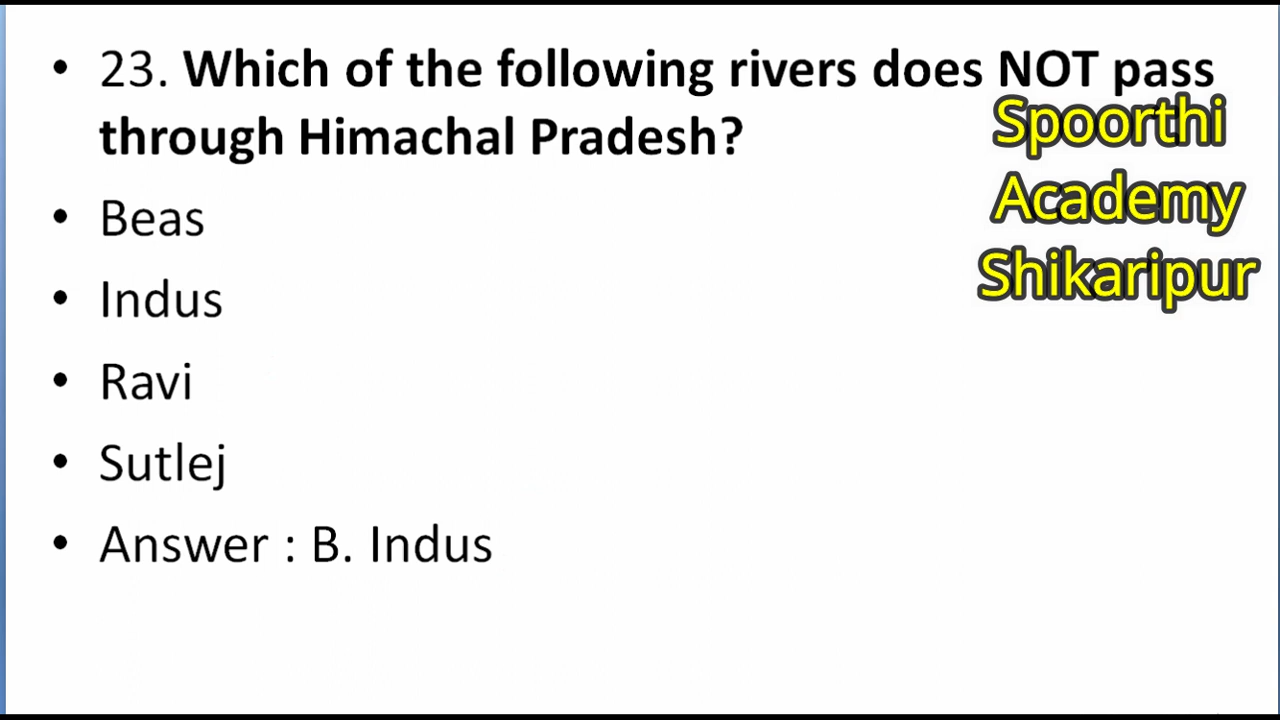 • 23. Which of the following rivers does NOT pass
through Himachal Pradesh?
Spoorthi
Academy
Shikaripur
• Beas
• Indus
• Ravi
• Sutlej
• Answer : B. Indus